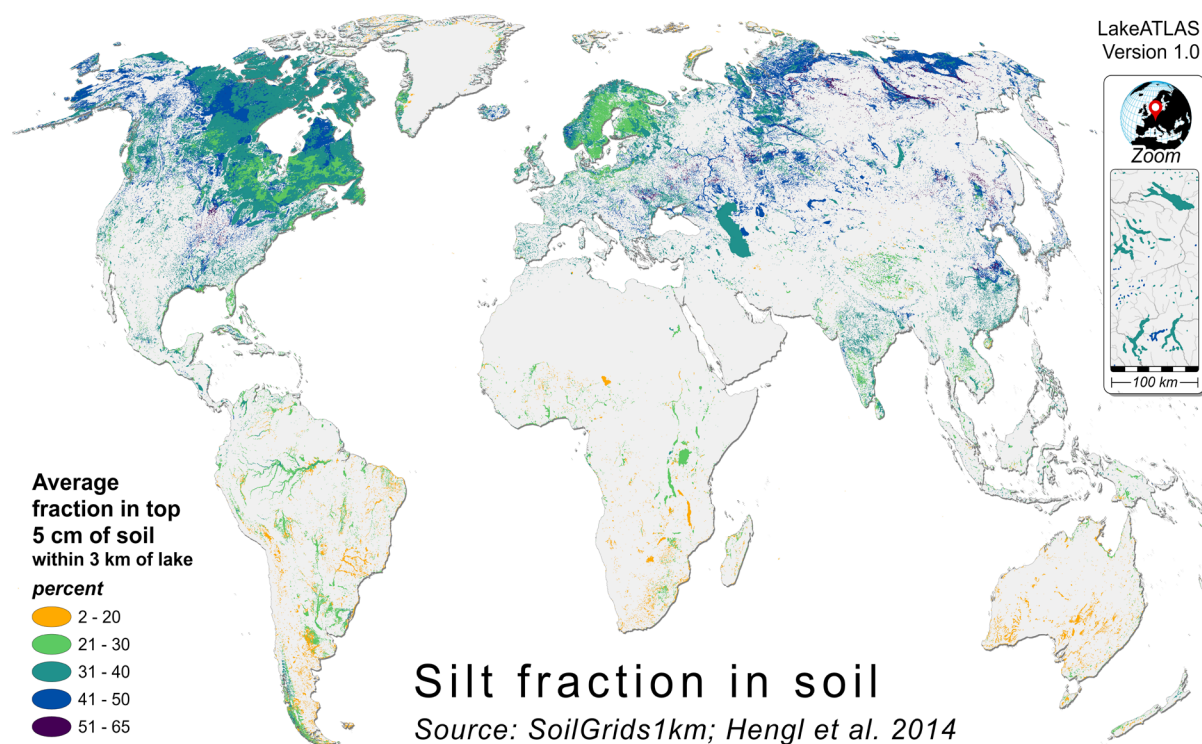 LakeATLAS
Version 1.0
Zoom
100 km
Average
fraction in top
5 cm of soil
within 3 km of lake
percent
2 - 20
21 - 30
31 - 40
41 - 50
51 - 65
Silt fraction in soil
Source: SoilGrids1km; Hengl et al. 2014